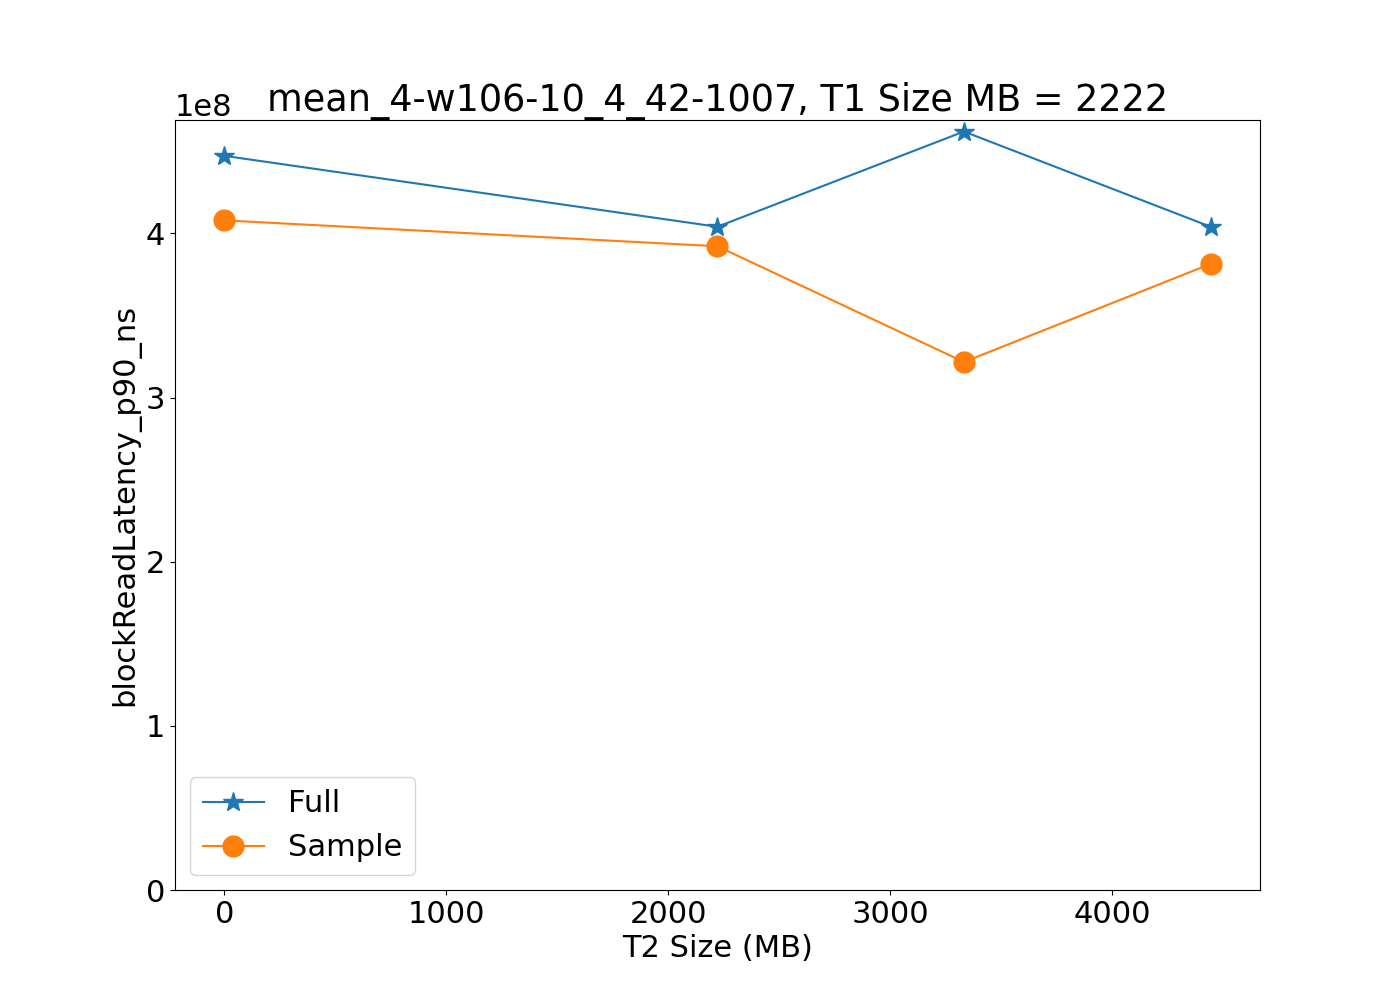 1e8
mean_4-w106-10_4_42-1007, T1 Size MB = 2222
blockReadLatency_p90_ns
4
3
2
1
0
Full
Sample
0 1000 2000 3000 4000
T2 Size (MB)